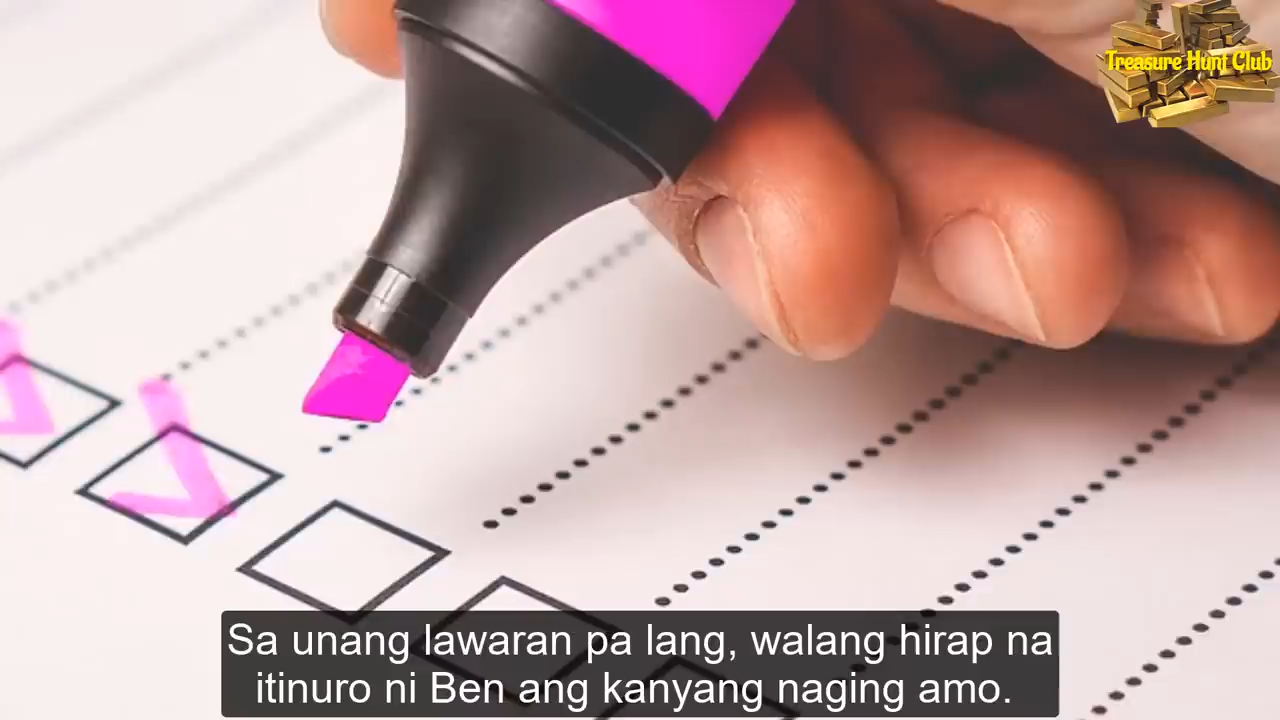 Treasure Hunt Club
Sa unang lawaran pa lang, walang hirap na
itinuro ni Ben ang kanyang naging amo.